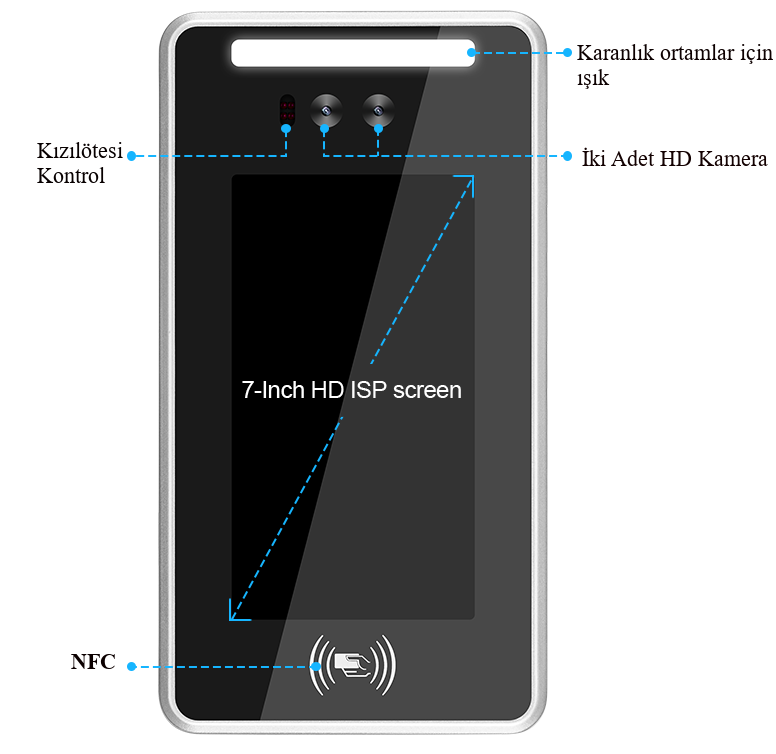 Karanlık ortamlar için
ışık
Kızılötesi
Kontrol
İki Adet HD Kamera
7-Inch HD ISP screen
NFC